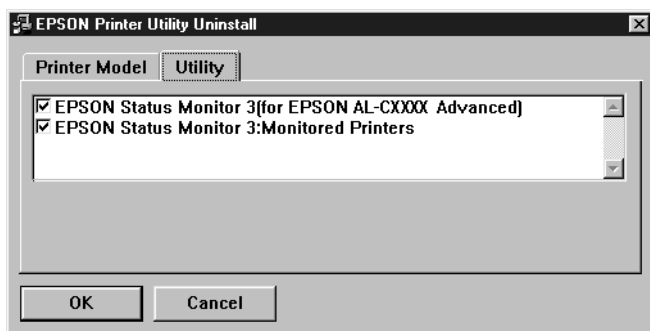 EPSON Printer Utility Uninstall
Printer Model Utility
EPSON Status Monitor 3(for EPSON AL-CXXXX Advanced)
EPSON Status Monitor 3:Monitored Printers
OK Cancel